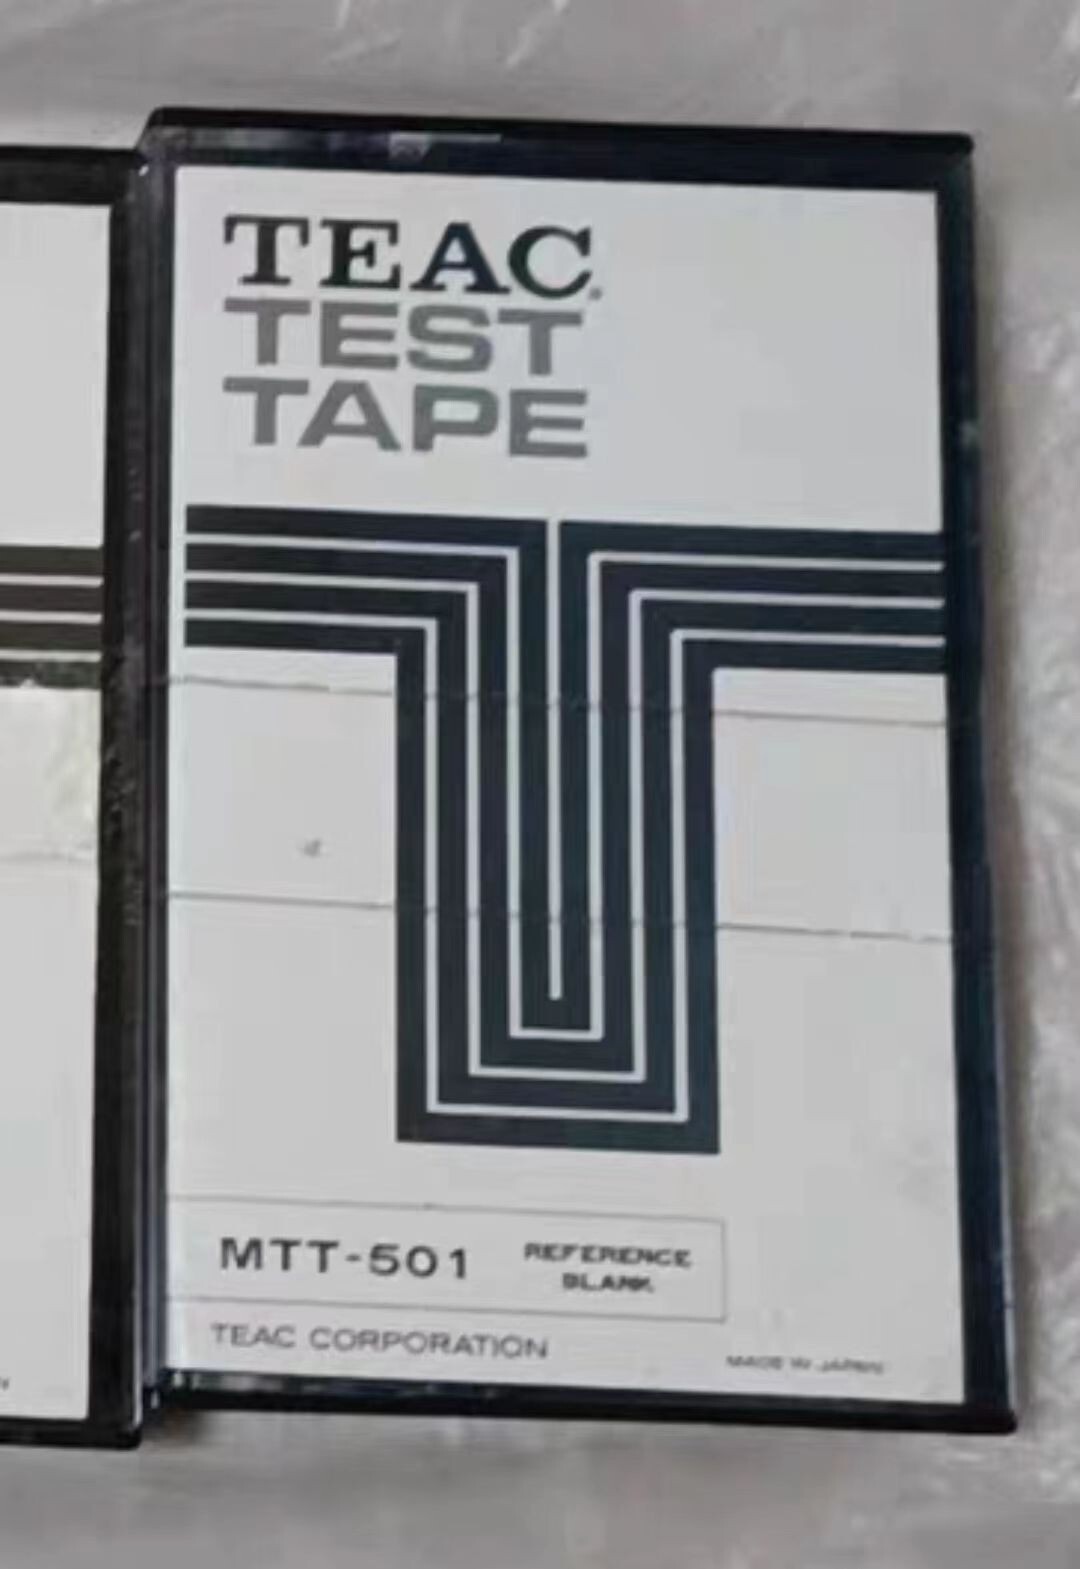 TEAC
TEST
TAPE
MTT-501
REFERENCE
BLANK
TEAC CORPORATION
MADE IN JAPAN